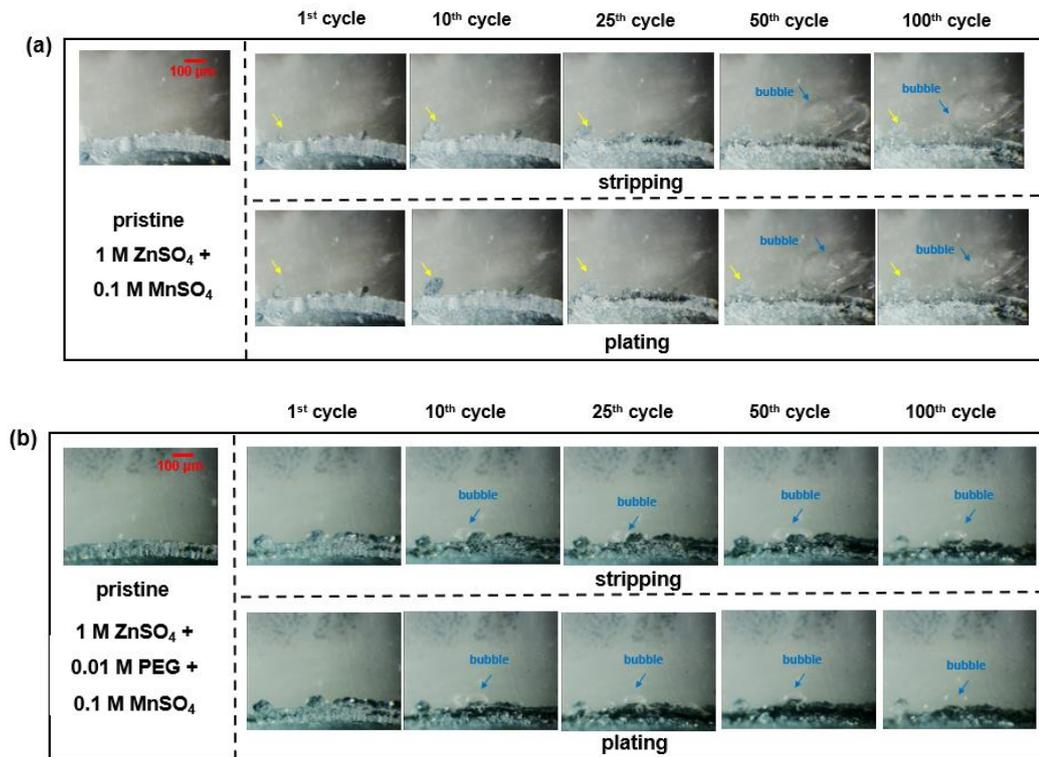 1st cycle 10th cycle 25th cycle 50th cycle 100th cycle
(a)
100 µm
bubble
bubble
stripping
pristine
1 M ZnSO4 +
0.1 M MnSO4
bubble
bubble
plating
1st cycle 10th cycle 25th cycle 50th cycle 100th cycle
(b)
100 µm
bubble
bubble
bubble
bubble
stripping
pristine
1 M ZnSO4 +
0.01 M PEG +
0.1 M MnSO4
bubble
bubble
bubble
bubble
plating